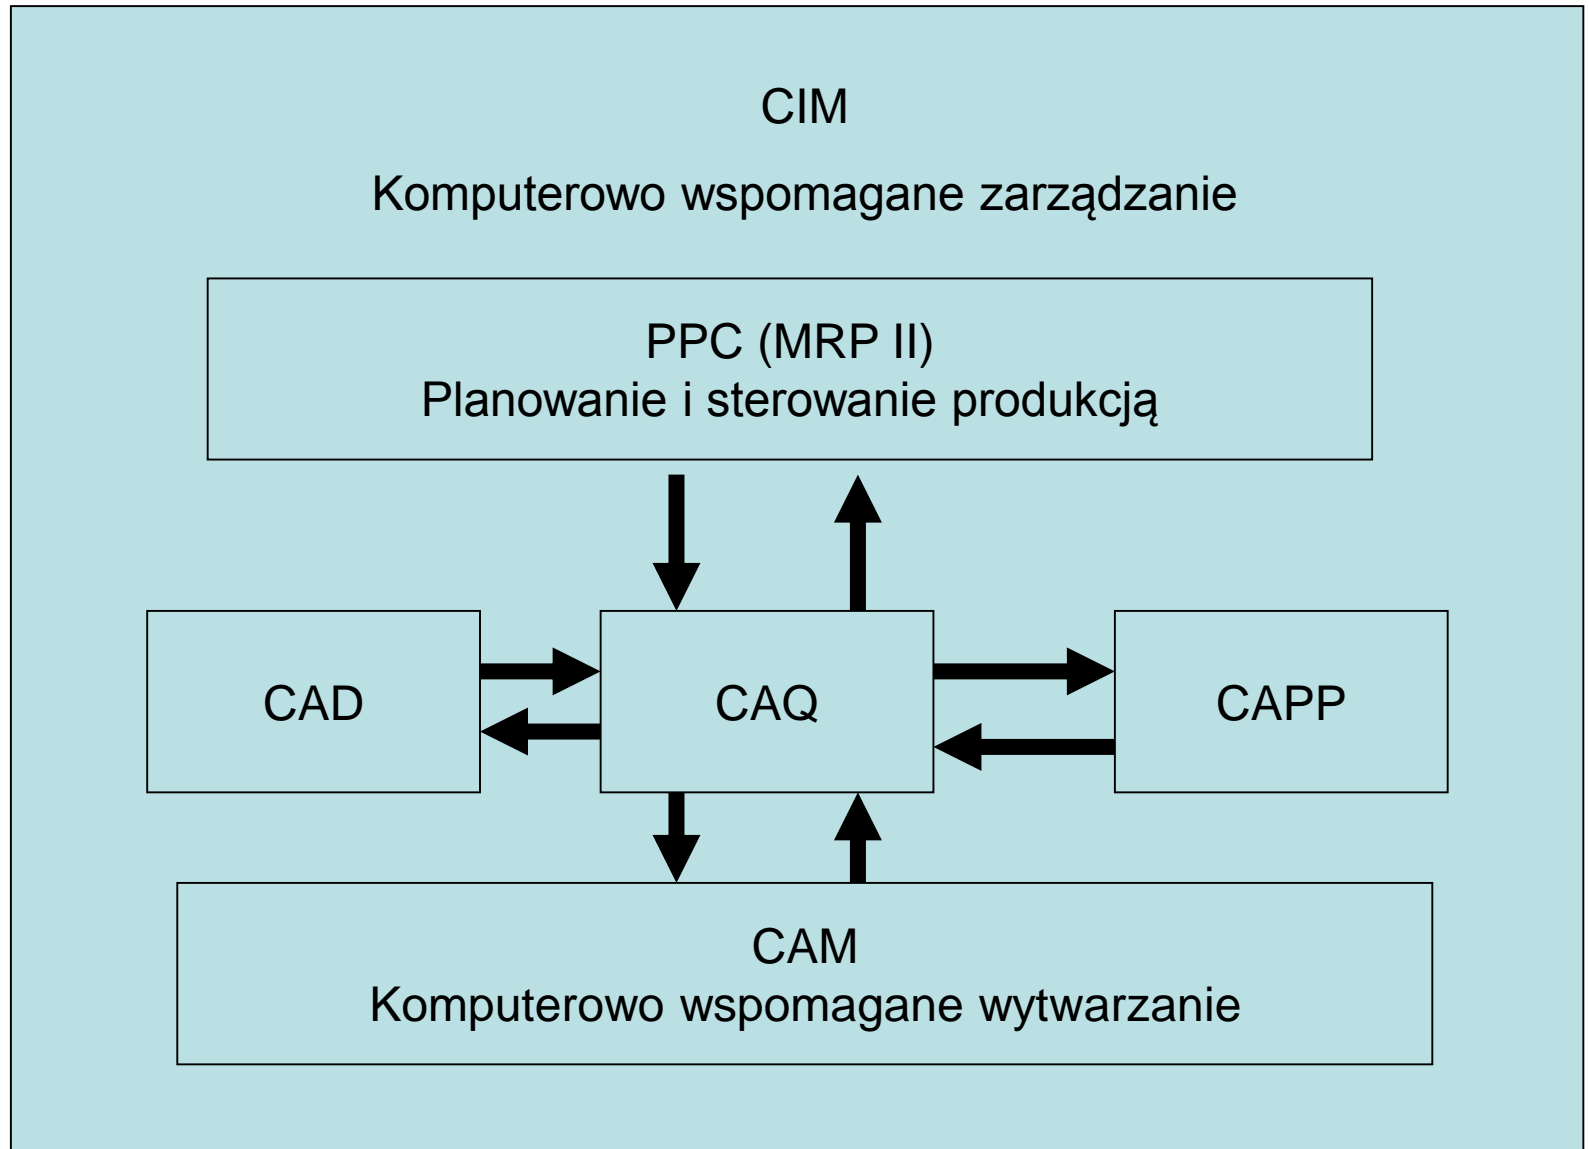 CIM
Komputerowo wspomagane zarządzanie
PPC (MRP II)
Planowanie i sterowanie produkcją
CAD
CAQ
CAPP
CAM
Komputerowo wspomagane wytwarzanie